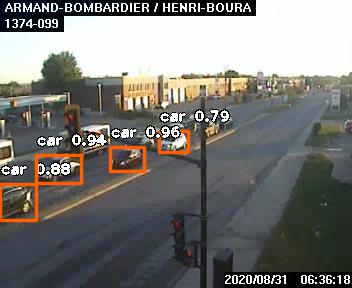 ARMAND-BOMBARDIER / HENRI-BOURA
1374-099
car 0.79
car 0.96
car 0.94
car 0.88
2020/08/31 06:36:18